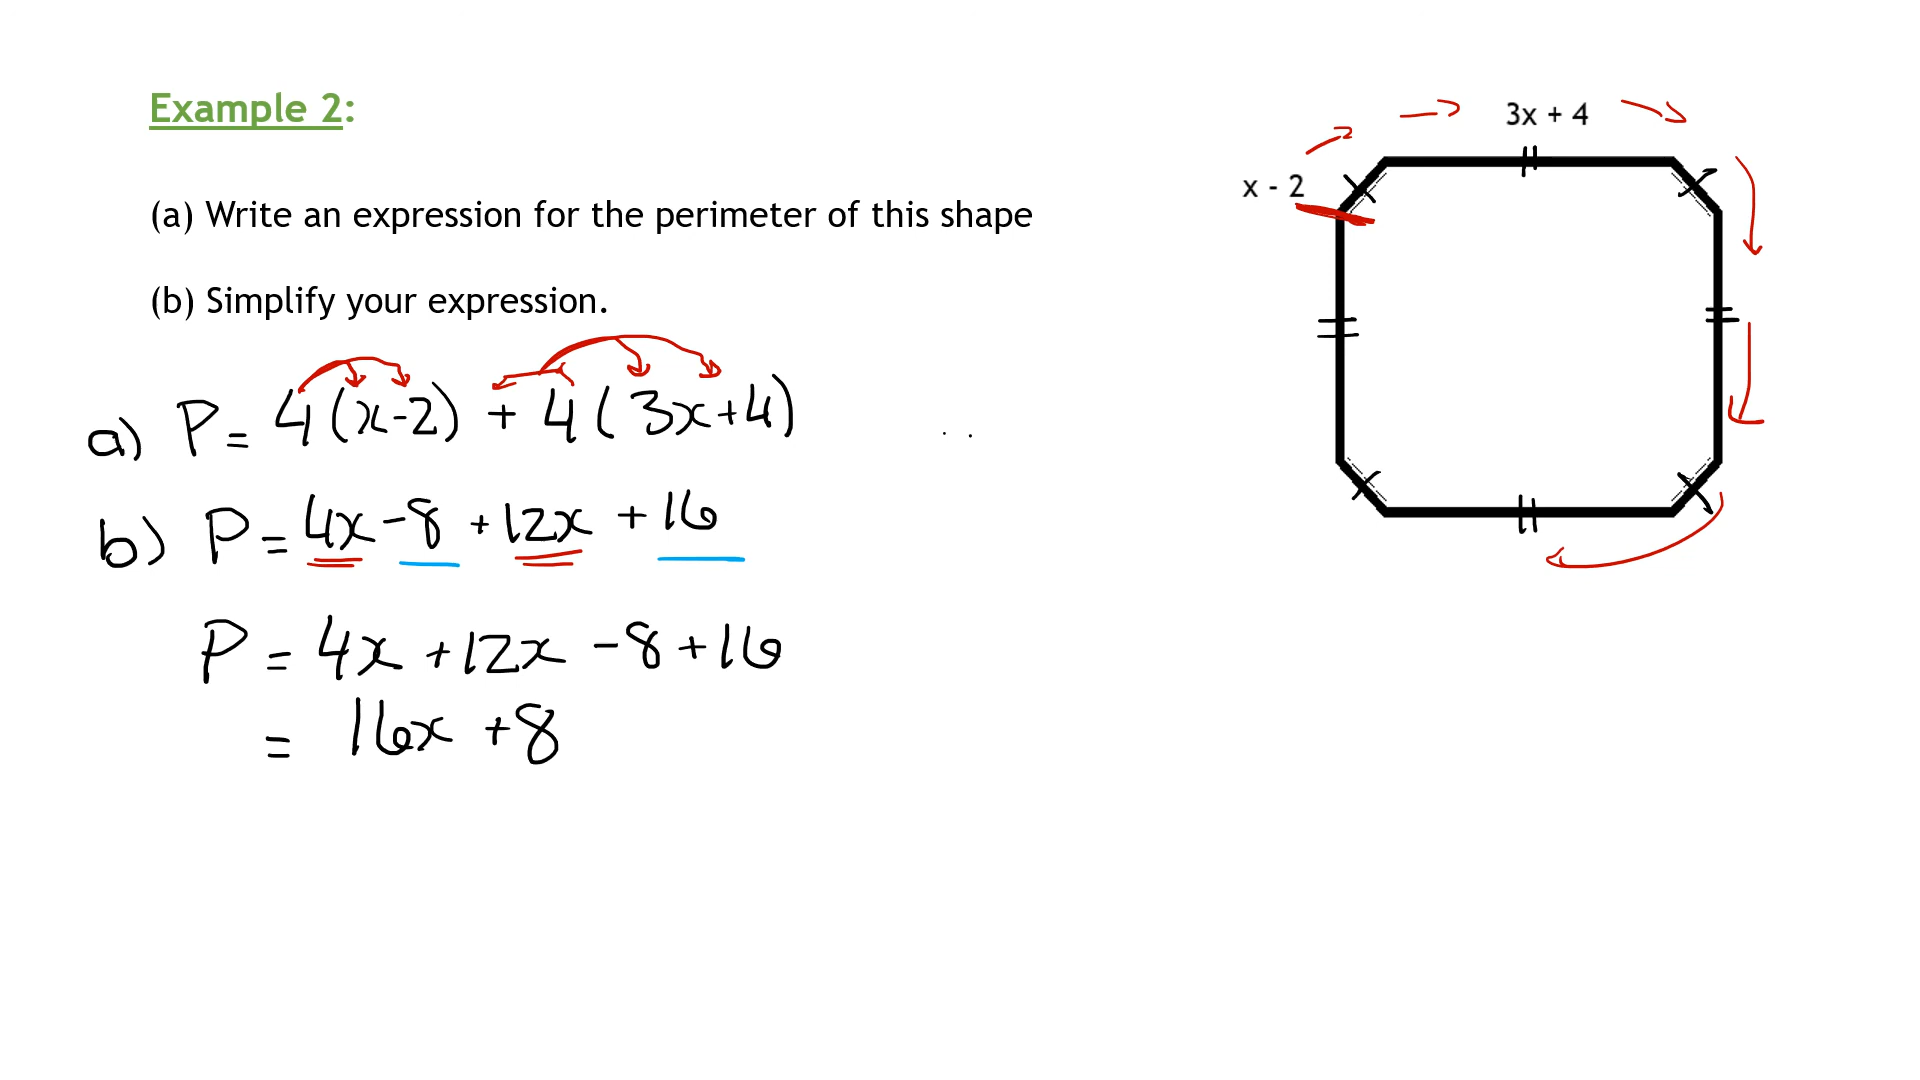 Example 2:
3x + 4
x - 2
(a) Write an expression for the perimeter of this shape
(b) Simplify your expression.
a) P = 4(x-2) + 4(3x+4)
b) P = 4x - 8 + 12x + 16
P = 4x + 12x - 8 + 16
= 16x + 8